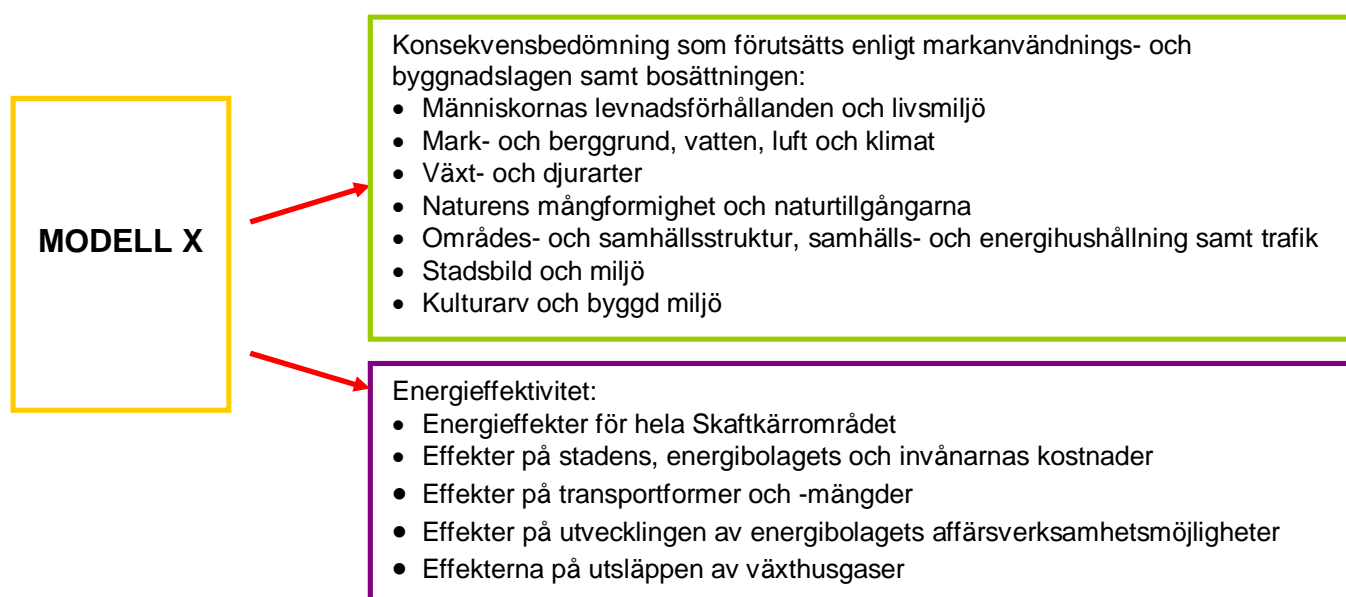 MODELL X
Konsekvensbedömning som förutsätts enligt markanvändnings- och
byggnadslagen samt bosättningen:
• Människornas levnadsförhållanden och livsmiljö
• Mark- och berggrund, vatten, luft och klimat
• Växt- och djurarter
• Naturens mångformighet och naturtillgångarna
• Områdes- och samhällsstruktur, samhälls- och energihushållning samt trafik
• Stadsbild och miljö
• Kulturarv och byggd miljö
Energieffektivitet:
• Energieffekter för hela Skaftkärrområdet
• Effekter på stadens, energibolagets och invånarnas kostnader
• Effekter på transportformer och -mängder
• Effekter på utvecklingen av energibolagets affärsverksamhetsmöjligheter
• Effekterna på utsläppen av växthusgaser